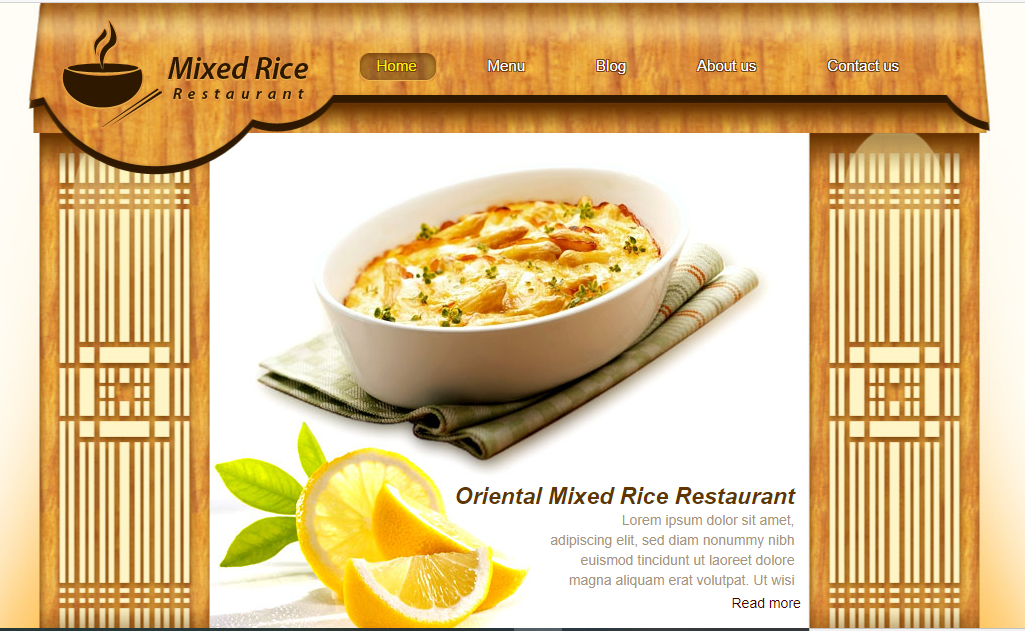 Mixed Rice
Restaurant
Home Menu Blog About us Contact us
Oriental Mixed Rice Restaurant
Lorem ipsum dolor sit amet,
adipiscing elit, sed diam nonummy nibh
euismod tincidunt ut laoreet dolore
magna aliquam erat volutpat. Ut wisi
Read more